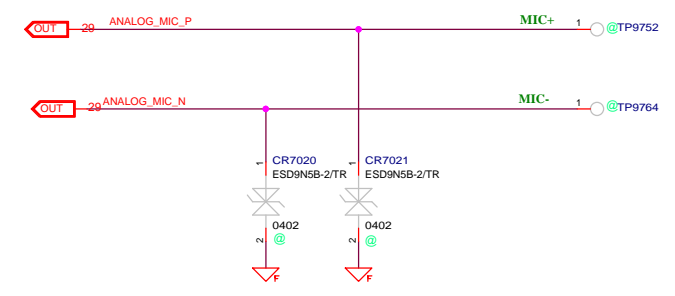 OUT 29 ANALOG_MIC_P MIC+ 1 @TP9752
OUT 29 ANALOG_MIC_N MIC- 1 @TP9764
1 CR7020 1 CR7021
ESD9N5B-2/TR ESD9N5B-2/TR
0402 0402
2 @ 2 @
F F